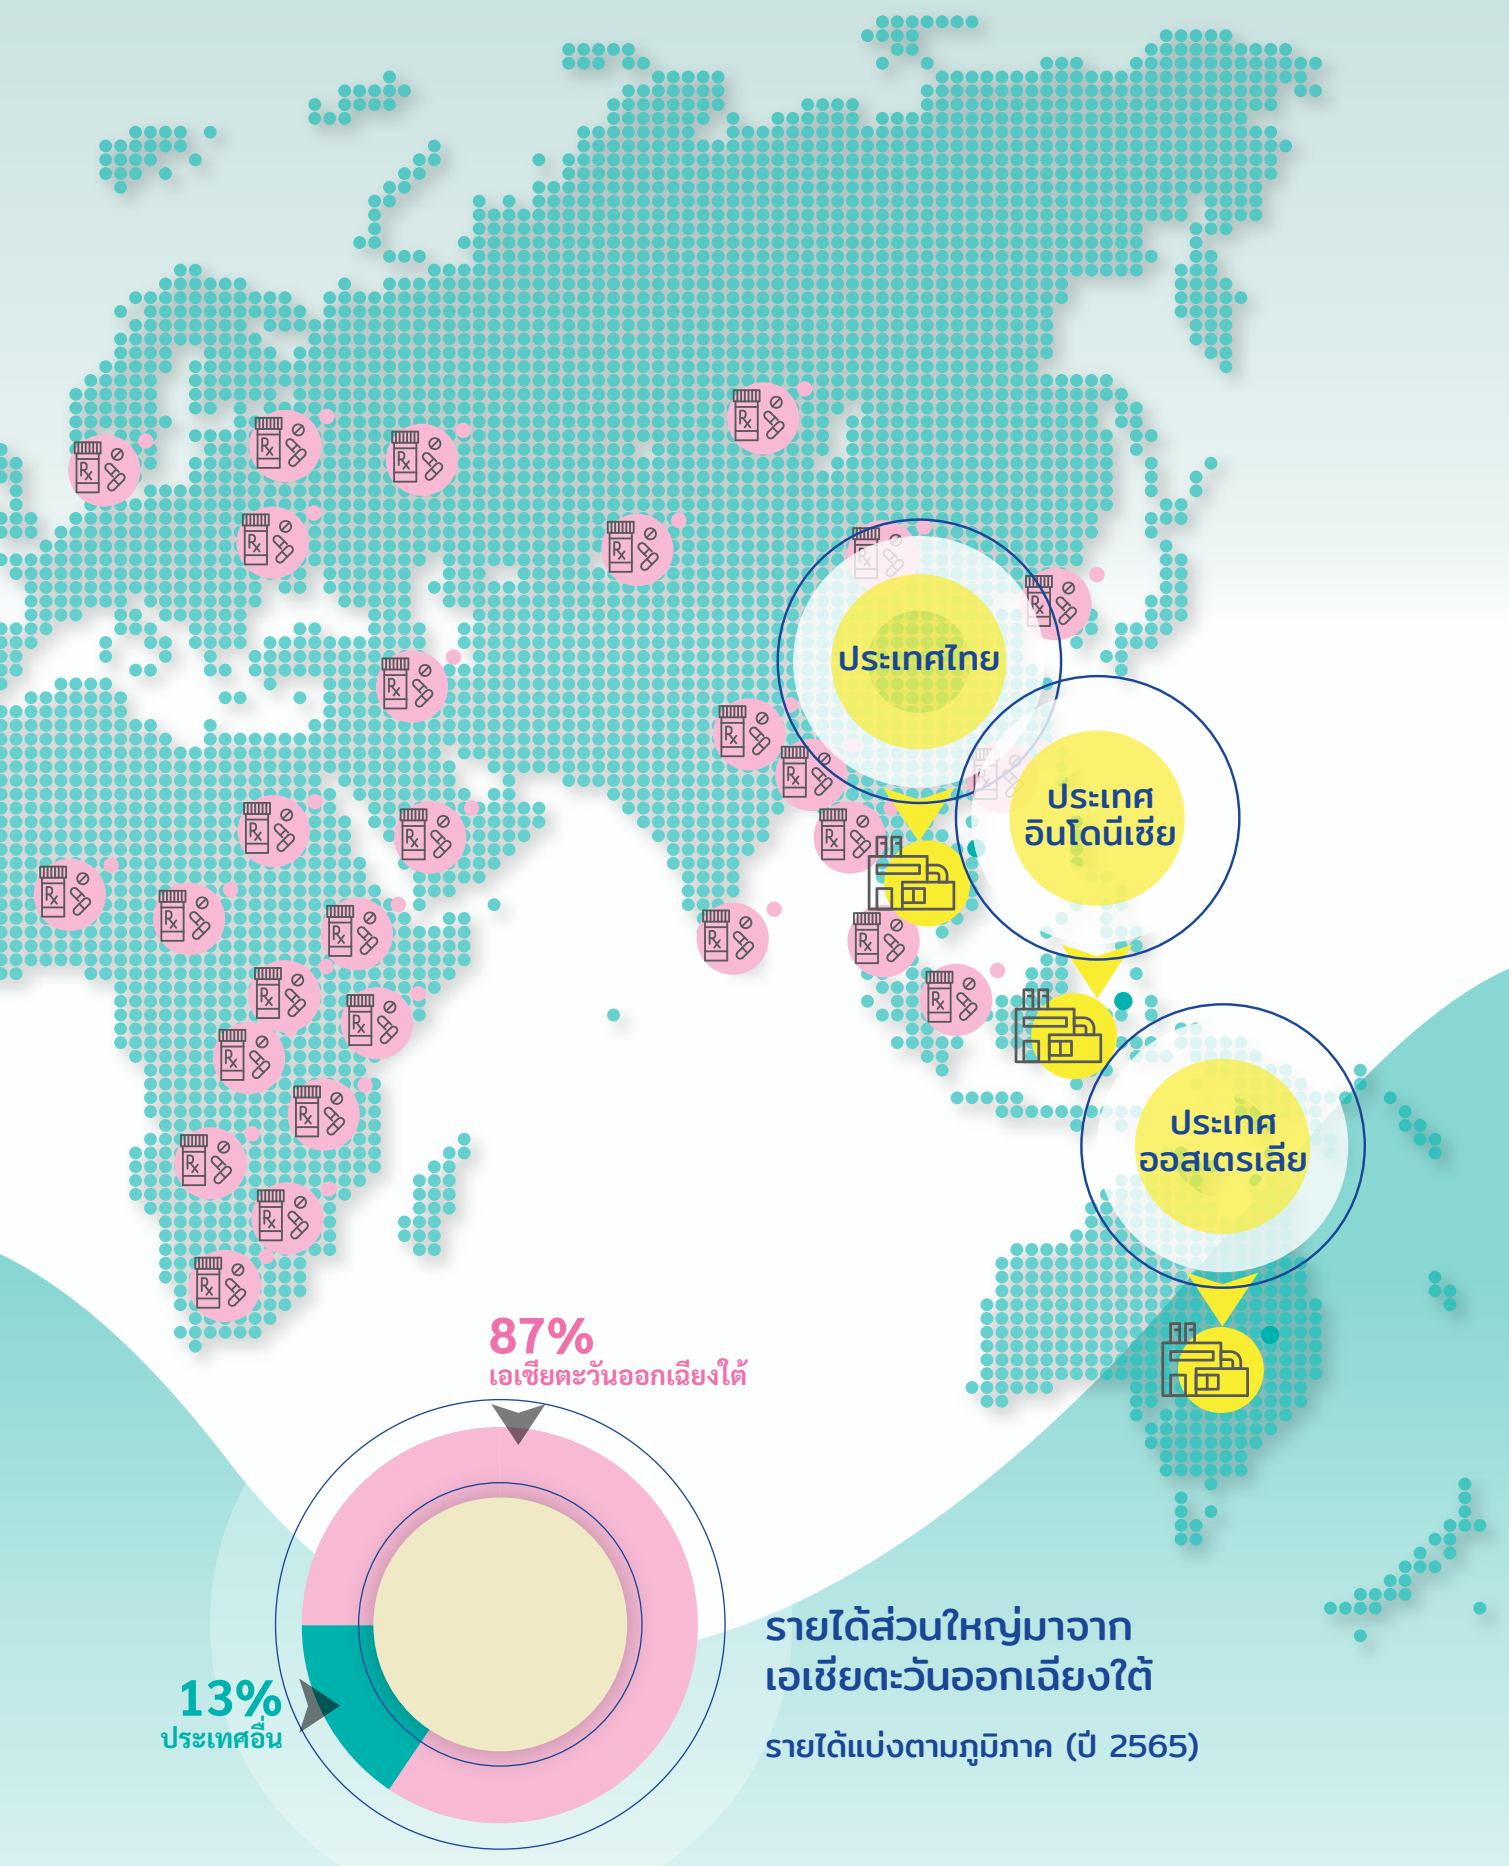 ประเทศไทย
ประเทศ
อินโดนีเซีย
ประเทศ
ออสเตรเลีย
87%
เอเชียตะวันออกเฉียงใต้
13%
ประเทศอื่น
รายได้ส่วนใหญ่มาจาก
เอเชียตะวันออกเฉียงใต้
รายได้แบ่งตามภูมิภาค (ปี 2565)